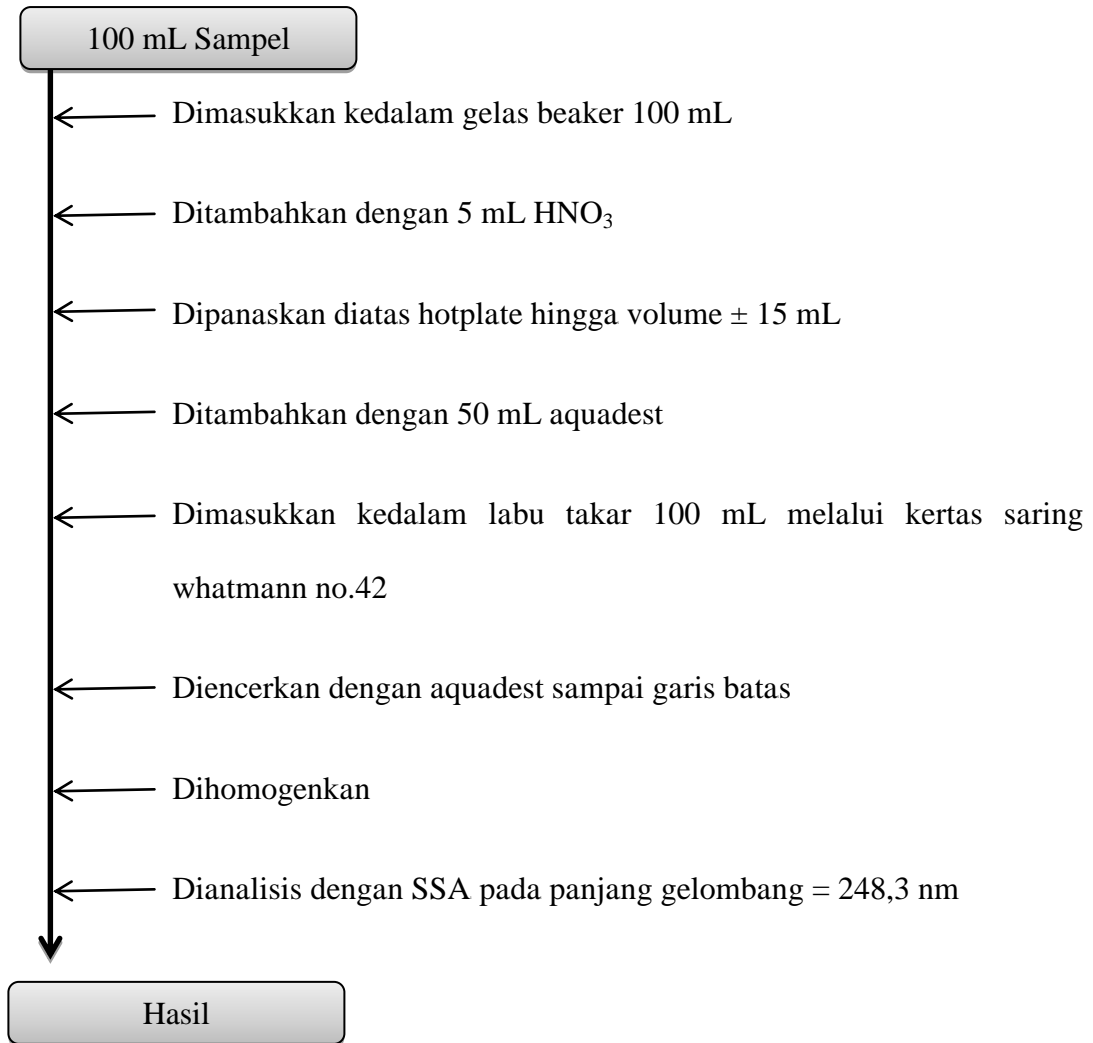 100 mL Sampel
Dimasukkan kedalam gelas beaker 100 mL
Ditambahkan dengan 5 mL HNO₃
Dipanaskan diatas hotplate hingga volume ± 15 mL
Ditambahkan dengan 50 mL aquadest
Dimasukkan kedalam labu takar 100 mL melalui kertas saring
whatmann no.42
Diencerkan dengan aquadest sampai garis batas
Dihomogenkan
Dianalisis dengan SSA pada panjang gelombang = 248,3 nm
Hasil